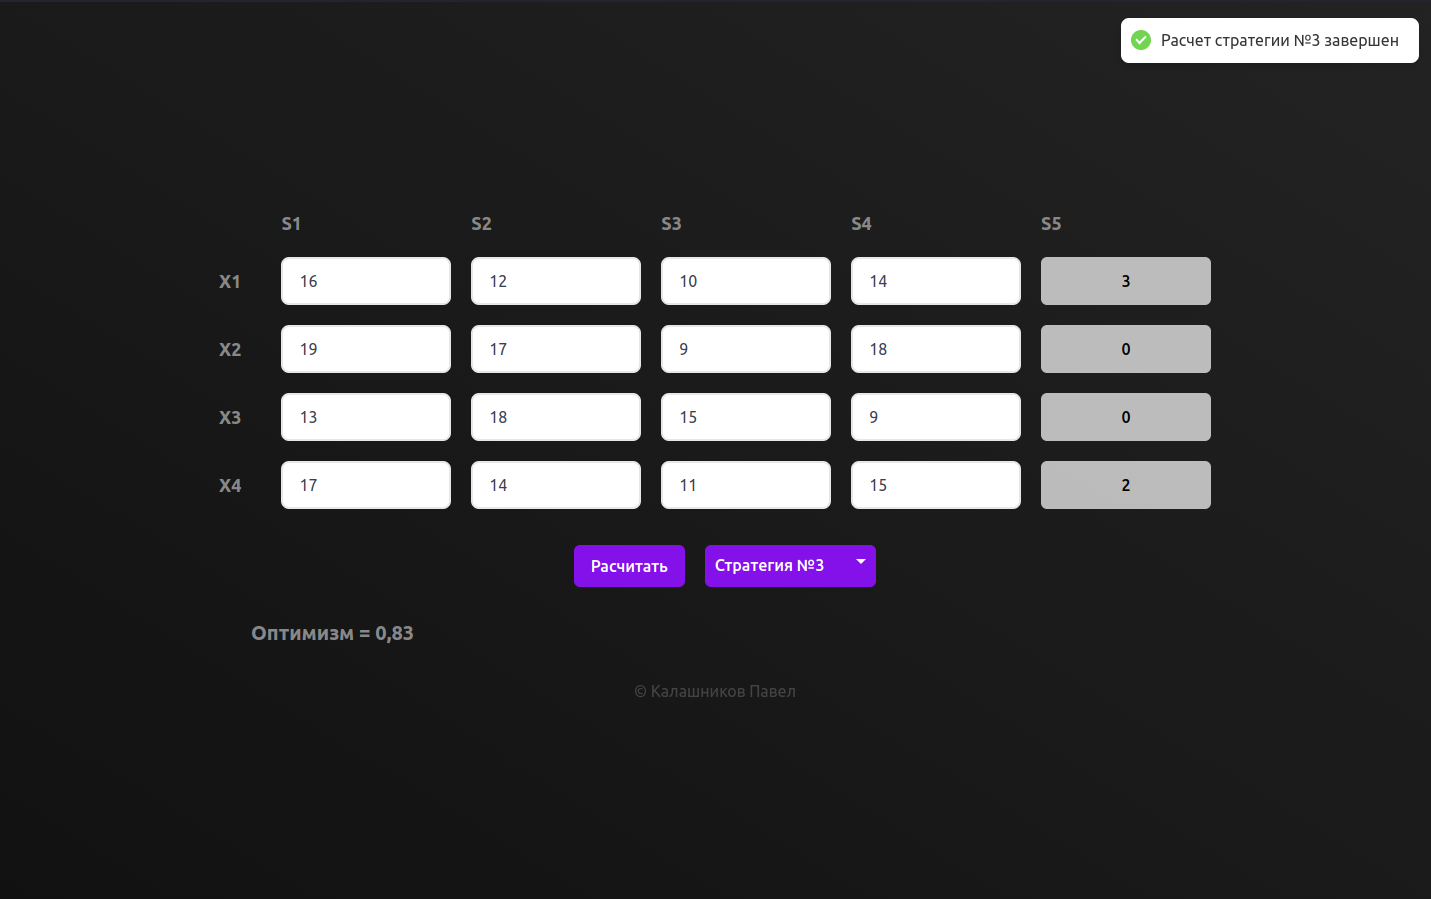 Расчет стратегии №3 завершен
S1 S2 S3 S4 S5
X1 16 12 10 14 3
X2 19 17 9 18 0
X3 13 18 15 9 0
X4 17 14 11 15 2
Расчитать Стратегия №3
Оптимизм = 0,83
© Калашников Павел